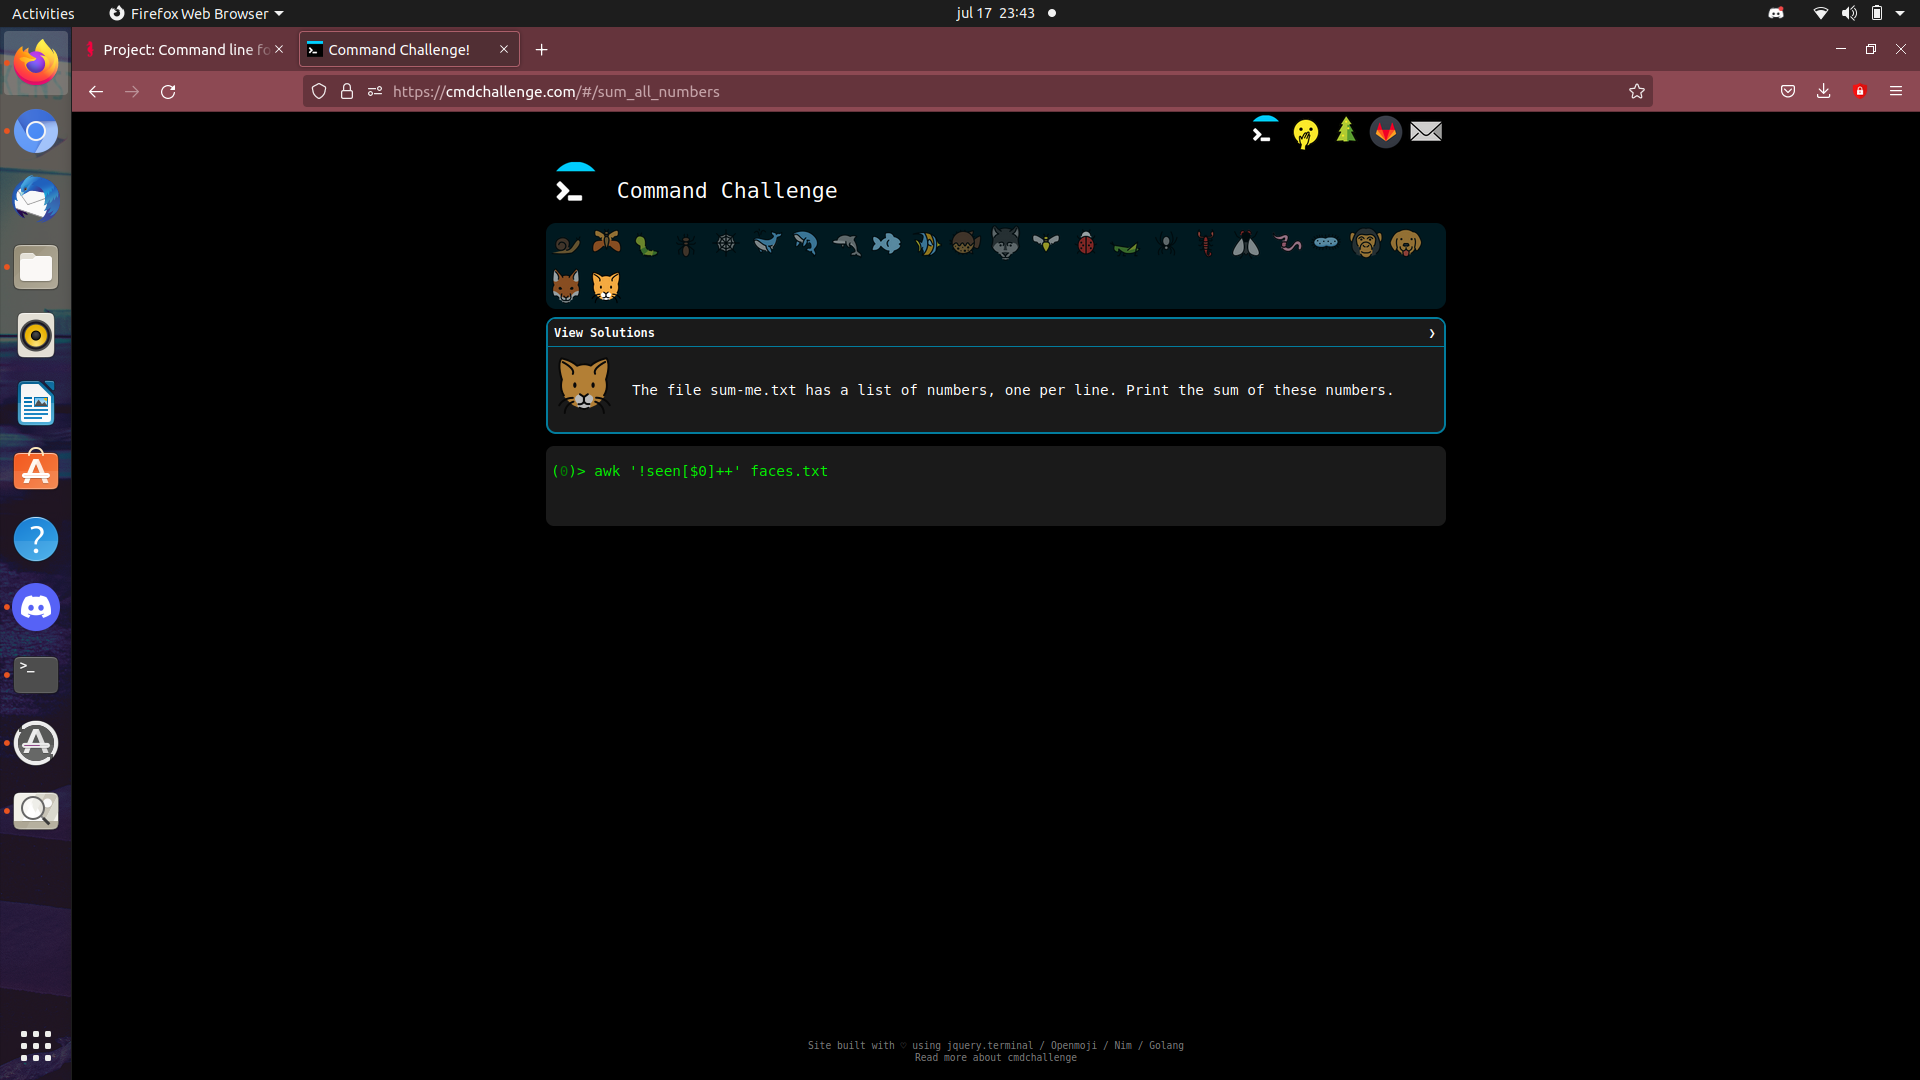 Activities
Firefox Web Browser
jul 17 23:43
Project: Command line fo
Command Challenge!
https://cmdchallenge.com/#/sum_all_numbers
Command Challenge
View Solutions
The file sum-me.txt has a list of numbers, one per line. Print the sum of these numbers.
(0)> awk '!seen[$0]++' faces.txt
Site built with ♡ using jquery.terminal / Openmoji / Nim / Golang
Read more about cmdchallenge